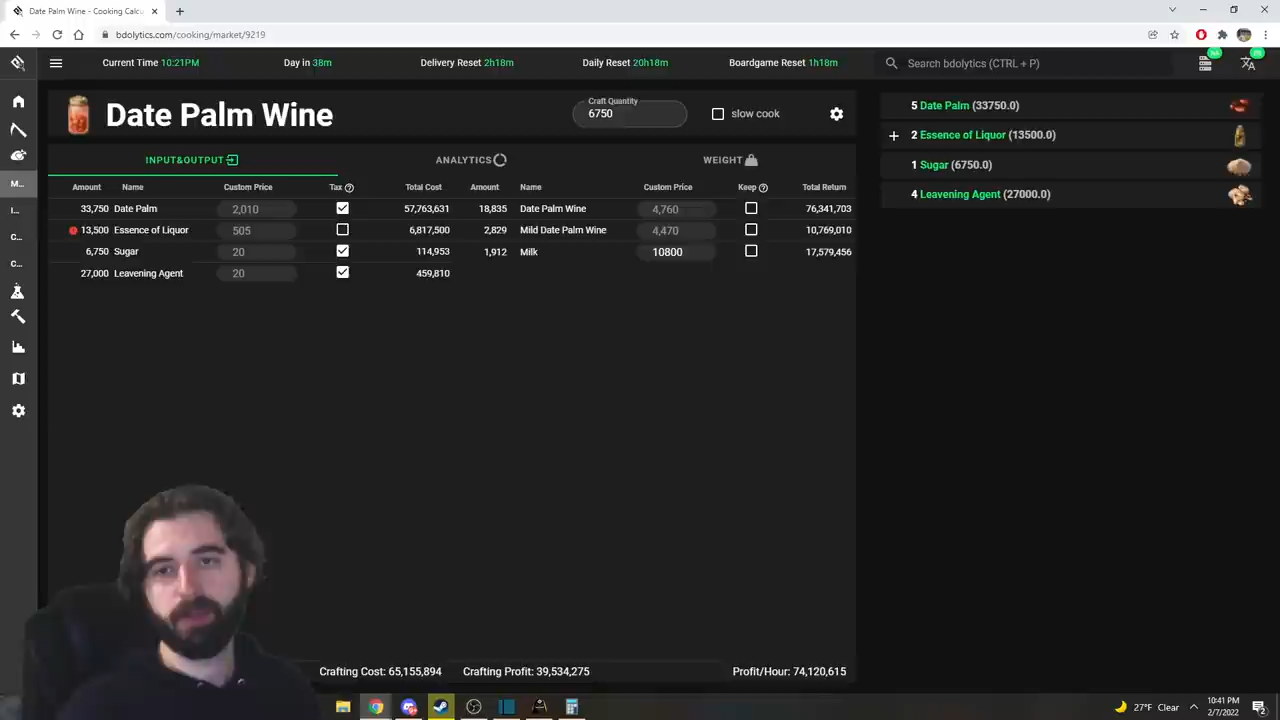 Date Palm Wine - Cooking Calcu
bdolytics.com/cooking/market/9219
Current Time 10:21PM
Day in 38m
Delivery Reset 2h18m
Daily Reset 20h18m
Boardgame Reset 1h18m
Search bdolytics (CTRL + P)
NA
Date Palm Wine
Craft Quantity
6750
slow cook
INPUT&OUTPUT
ANALYTICS
WEIGHT
Amount Name Custom Price Tax Total Cost Amount Name Custom Price Keep Total Return
33,750 Date Palm 2,010 57,763,631 18,835 Date Palm Wine 4,760 76,341,703
13,500 Essence of Liquor 505 6,817,500 2,829 Mild Date Palm Wine 4,470 10,769,010
6,750 Sugar 20 114,953 1,912 Milk 10800 17,579,456
27,000 Leavening Agent 20 459,810
Crafting Cost: 65,155,894 Crafting Profit: 39,534,275 Profit/Hour: 74,120,615
5 Date Palm (33750.0)
2 Essence of Liquor (13500.0)
1 Sugar (6750.0)
4 Leavening Agent (27000.0)
M...
I...
C...
C...
27°F Clear
10:41 PM
2/7/2022